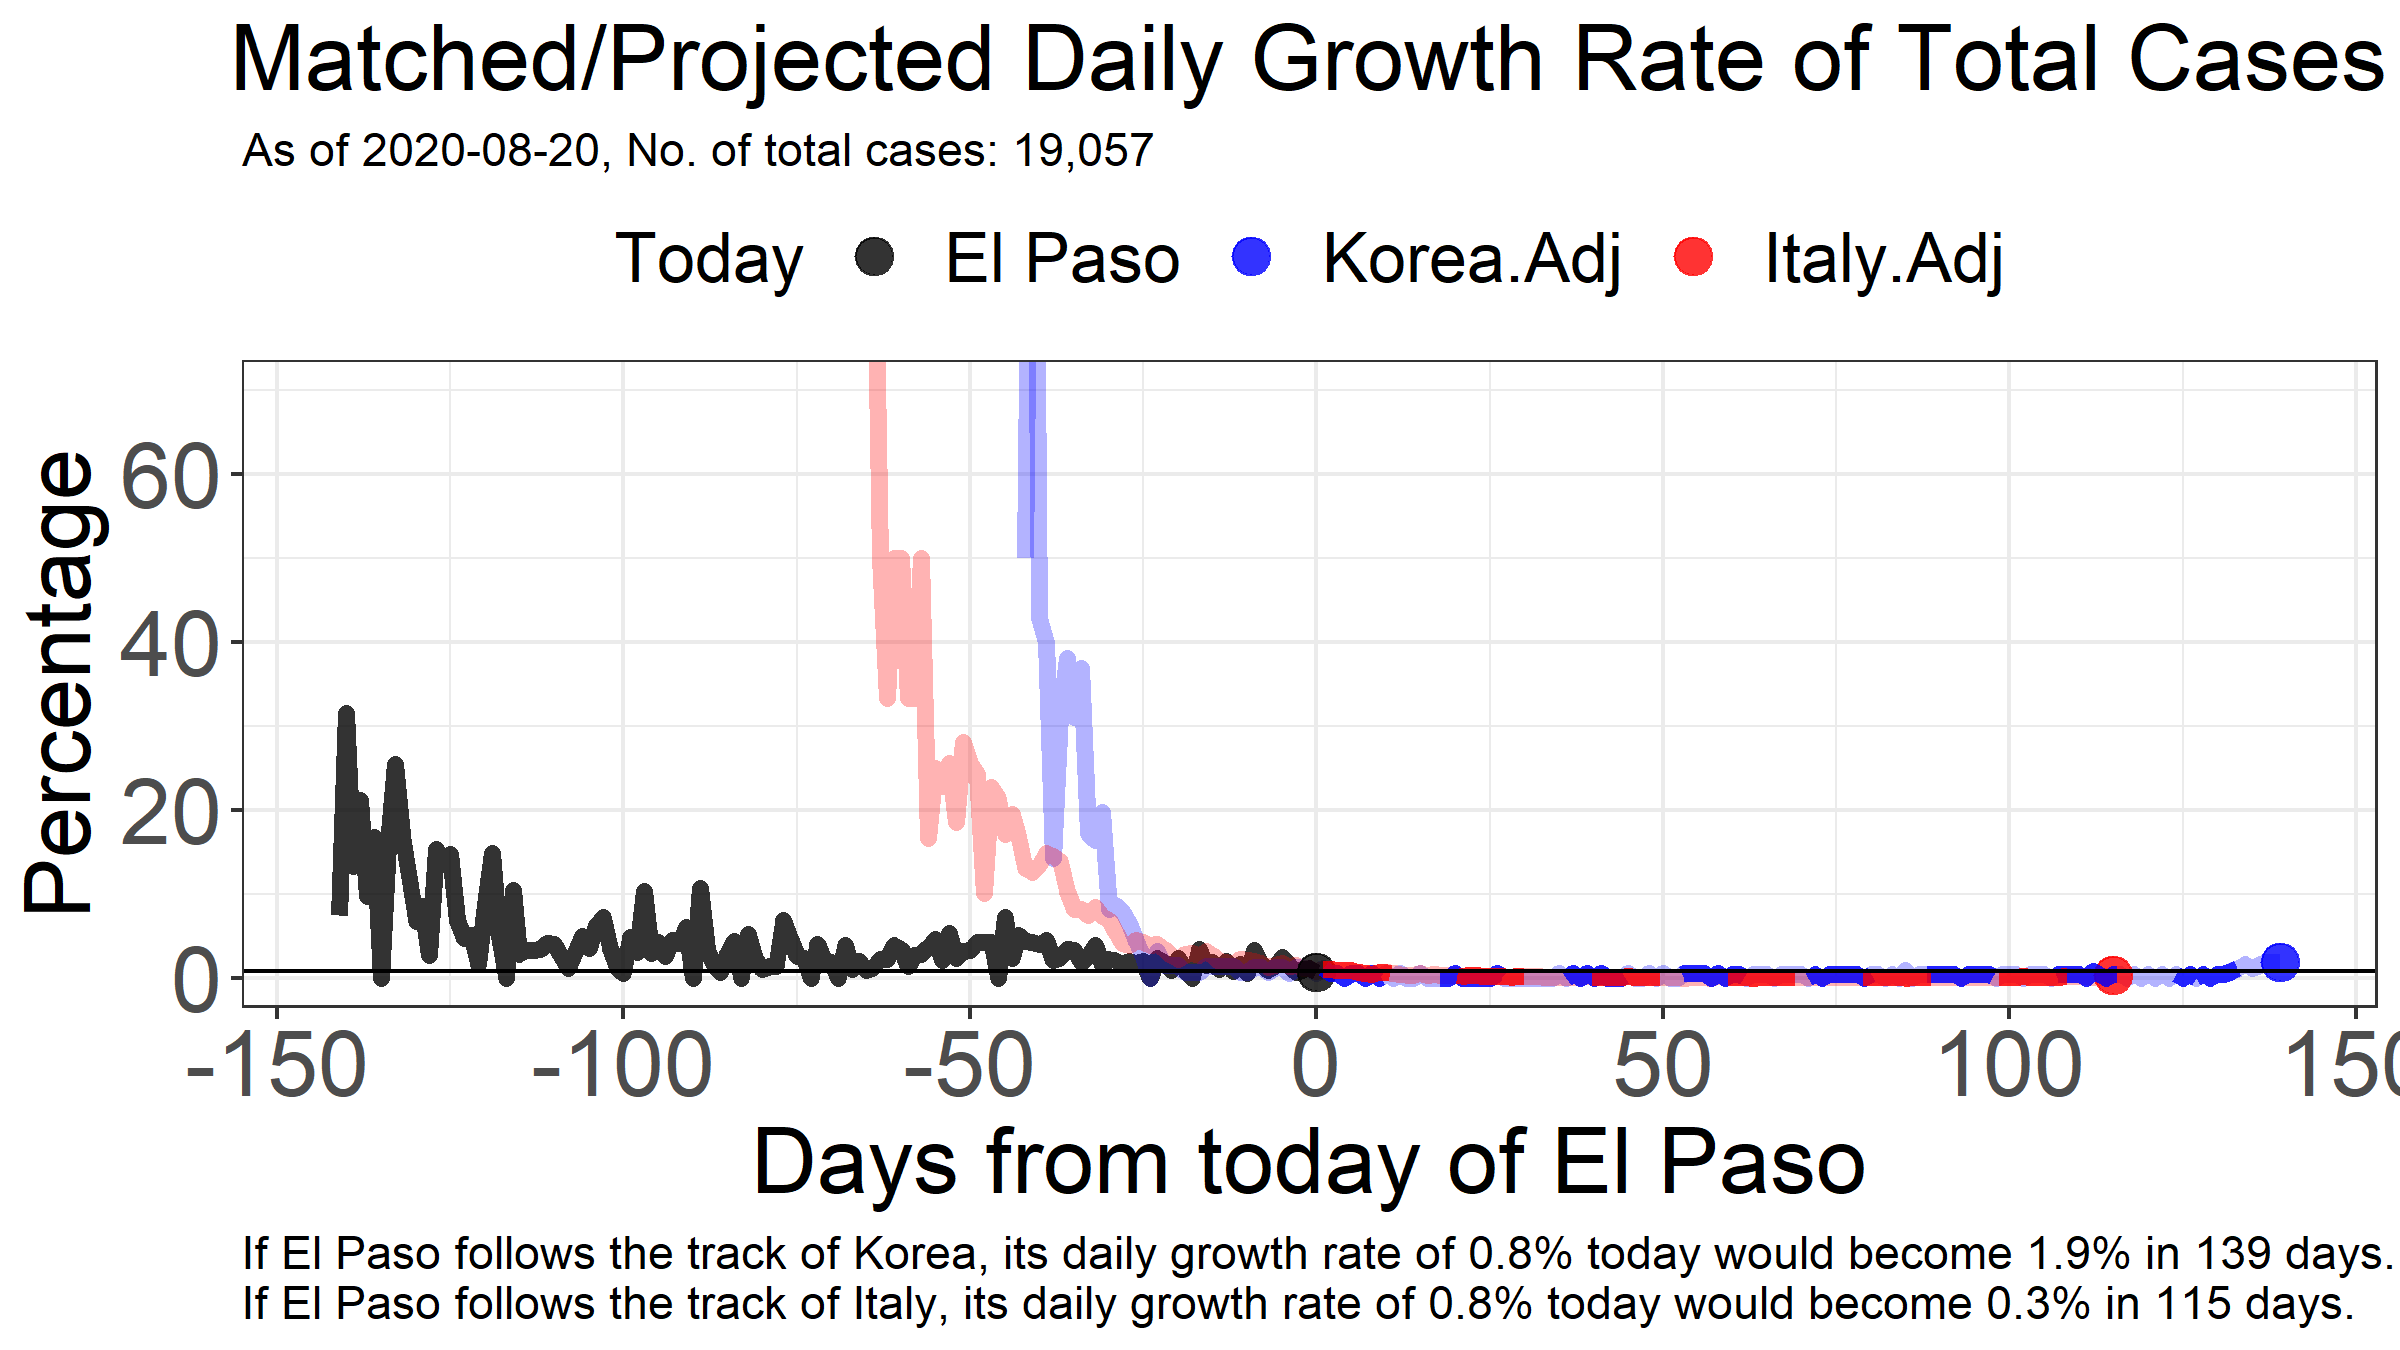 Matched/Projected Daily Growth Rate of Total Cases
As of 2020-08-20, No. of total cases: 19,057
Today El Paso Korea.Adj Italy.Adj
Percentage
60
40
20
0
-150 -100 -50 0 50 100 150
Days from today of El Paso
If El Paso follows the track of Korea, its daily growth rate of 0.8% today would become 1.9% in 139 days.
If El Paso follows the track of Italy, its daily growth rate of 0.8% today would become 0.3% in 115 days.